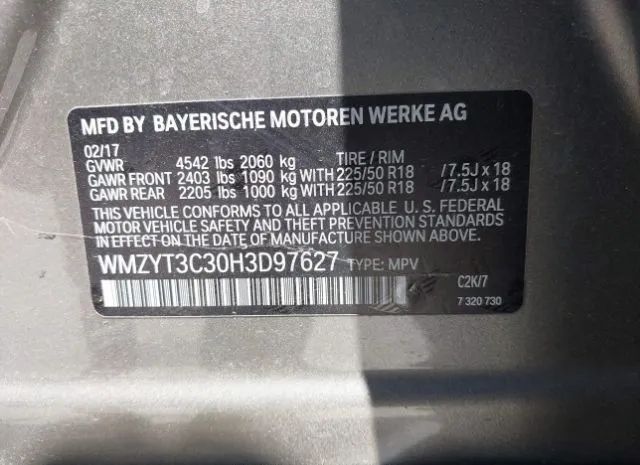 MFD BY BAYERISCHE MOTOREN WERKE AG
02/17
GVWR 4542 lbs 2060 kg TIRE / RIM
GAWR FRONT 2403 lbs 1090 kg WITH 225/50 R18 /7.5J x 18
GAWR REAR 2205 lbs 1000 kg WITH 225/50 R18 /7.5J x 18
THIS VEHICLE CONFORMS TO ALL APPLICABLE U. S. FEDERAL
MOTOR VEHICLE SAFETY AND THEFT PREVENTION STANDARDS
IN EFFECT ON THE DATE OF MANUFACTURE SHOWN ABOVE.
WMZYT3C30H3D97627 TYPE: MPV
C2K/7
7 320 730